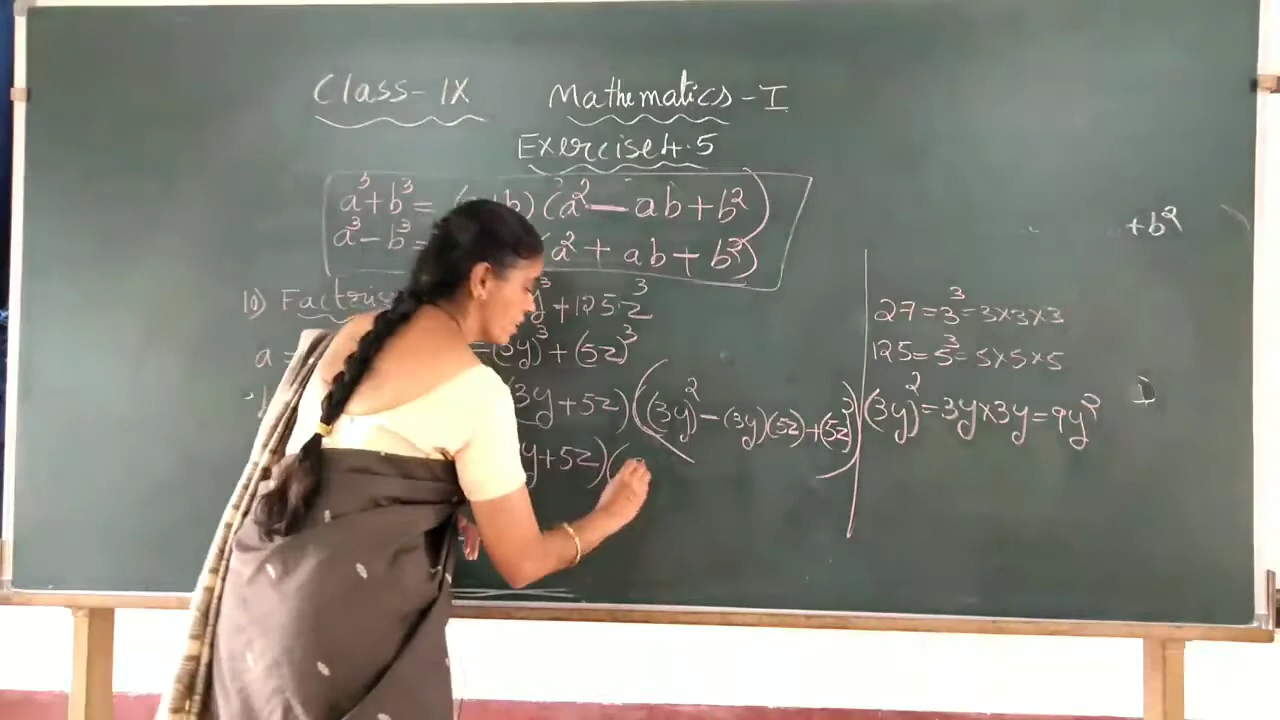 Class-IX Mathematics-I
Exercise 4.5
a³+b³= (a²-ab+b²)
a³-b³= (a²+ab+b²)
+b²
10) y³+125z³
27=3³=3×3×3
a = =(3y)³+(5z)³
125=5³=5×5×5
3y+5z)((3y)²-(3y)(5z)+(5z)²)
(3y)²=3y×3y=9y²
y+5z)(